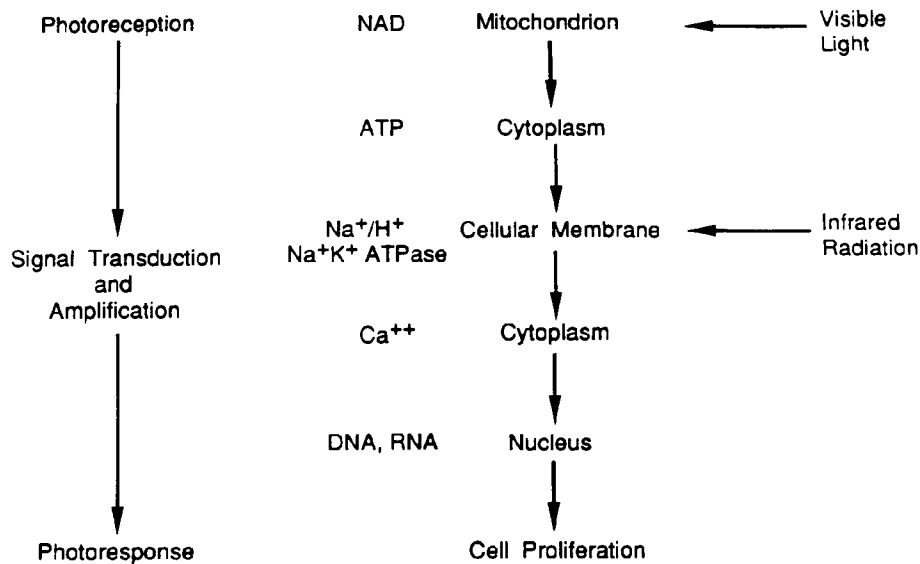 Photoreception NAD Mitochondrion Visible
Light
ATP Cytoplasm
Na⁺/H⁺ Cellular Membrane Infrared
Na⁺K⁺ ATPase Radiation
Signal Transduction
and
Amplification
Ca⁺⁺ Cytoplasm
DNA, RNA Nucleus
Photoresponse Cell Proliferation